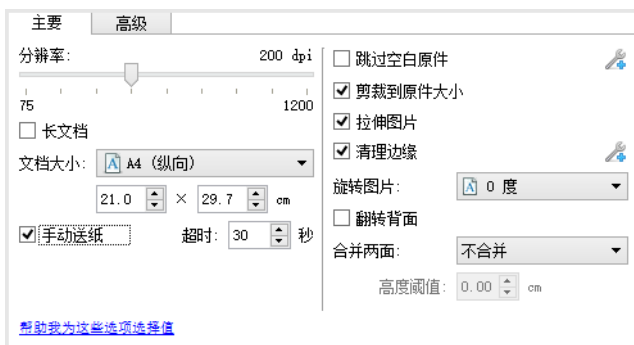 主要 高级
分辨率: 200 dpi
75 1200
长文档
文档大小: A4 (纵向)
21.0 × 29.7 cm
手动送纸 超时: 30 秒
跳过空白原件
剪裁到原件大小
拉伸图片
清理边缘
旋转图片: 0 度
翻转背面
合并两面: 不合并
高度阈值: 0.00 cm
帮助我为这些选项选择值